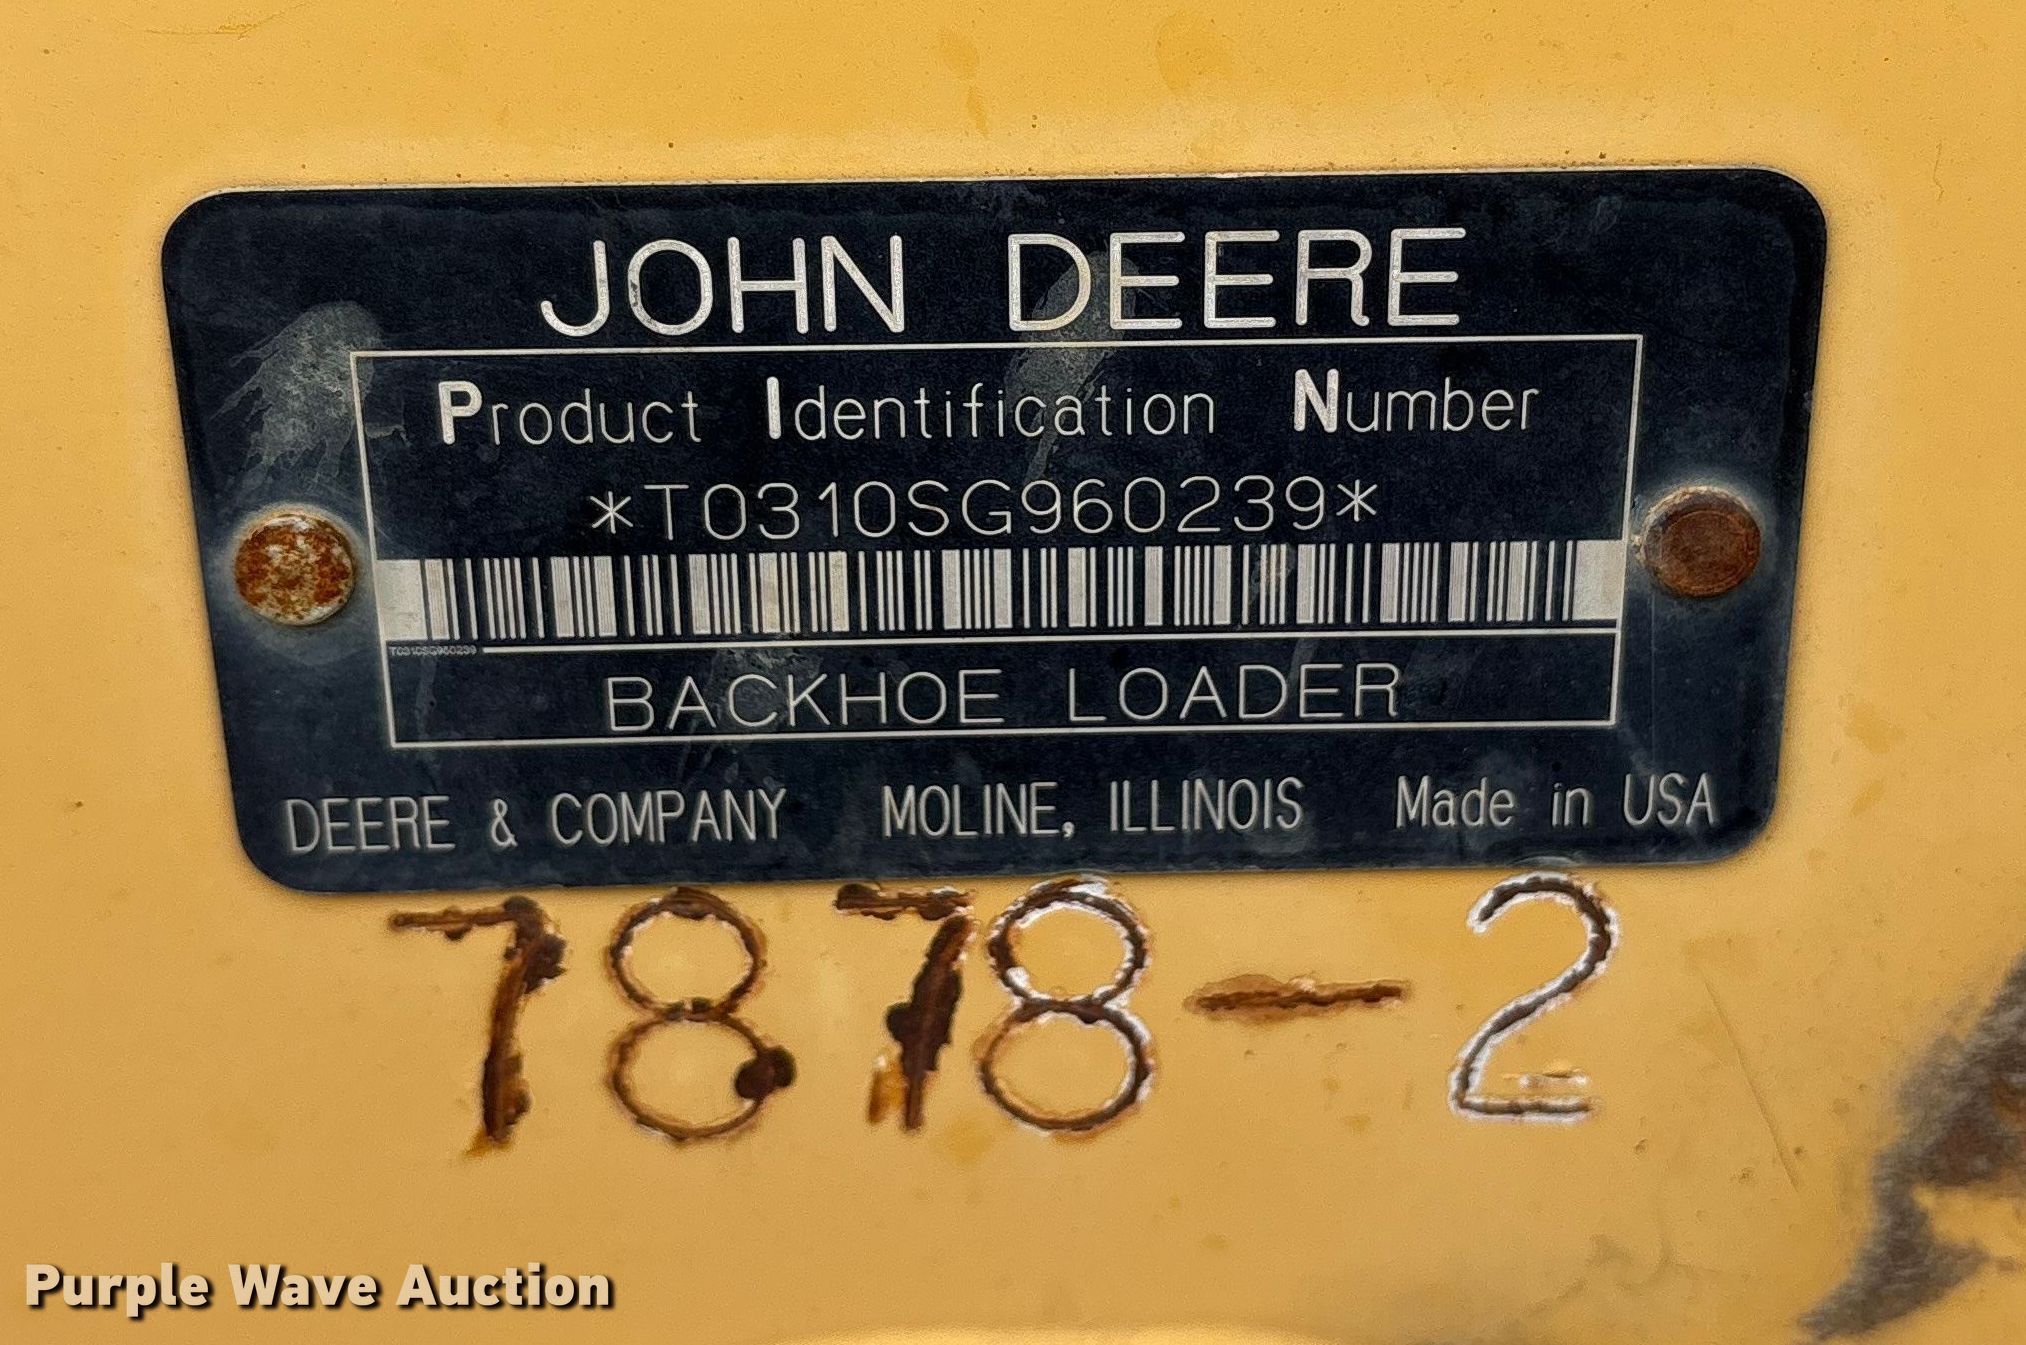 JOHN DEERE
Product Identification Number
*T0310SG960239*
T0310SG960239
BACKHOE LOADER
DEERE & COMPANY MOLINE, ILLINOIS Made in USA
7878-2
Purple Wave Auction